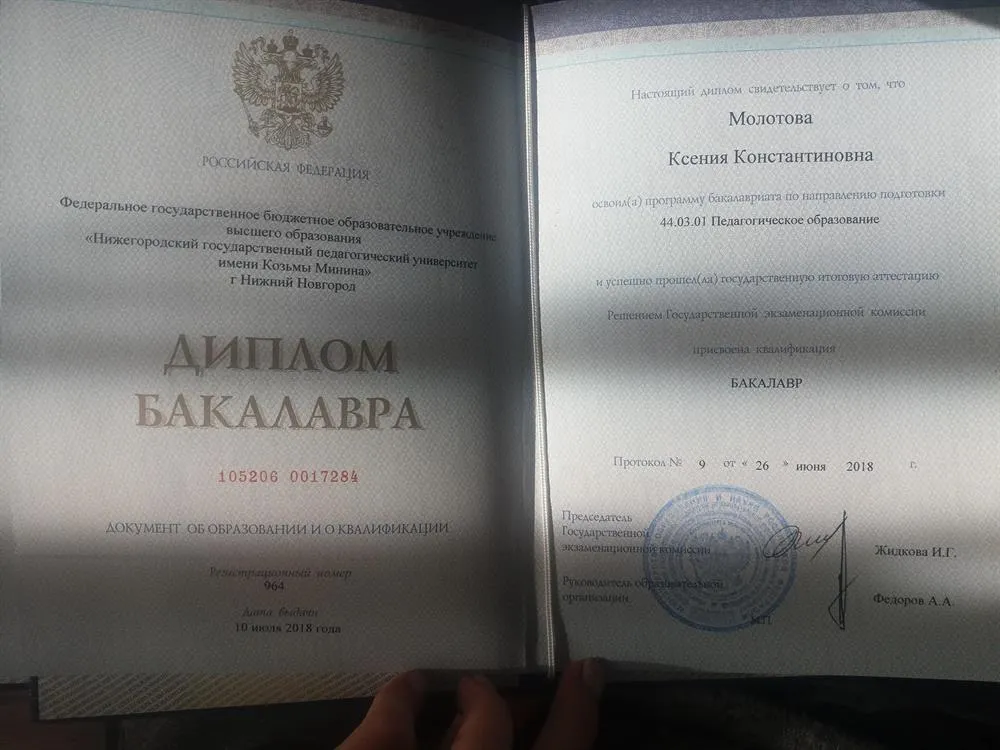 РОССИЙСКАЯ ФЕДЕРАЦИЯ
Федеральное государственное бюджетное образовательное учреждение
высшего образования
«Нижегородский государственный педагогический университет
имени Козьмы Минина»
г Нижний Новгород
ДИПЛОМ
БАКАЛАВРА
105206 0017284
ДОКУМЕНТ ОБ ОБРАЗОВАНИИ И О КВАЛИФИКАЦИИ
Регистрационный номер
964
Дата выдачи
10 июля 2018 года
Настоящий диплом свидетельствует о том, что
Молотова
Ксения Константиновна
освоил(а) программу бакалавриата по направлению подготовки
44.03.01 Педагогическое образование
и успешно прошел(ла) государственную итоговую аттестацию
Решением Государственной экзаменационной комиссии
присвоена квалификация
БАКАЛАВР
Протокол № 9 от « 26 » июня 2018 г.
Председатель
Государственной
экзаменационной комиссии
Жидкова И.Г.
Руководитель образовательной
организации
Федоров А.А.
М.П.